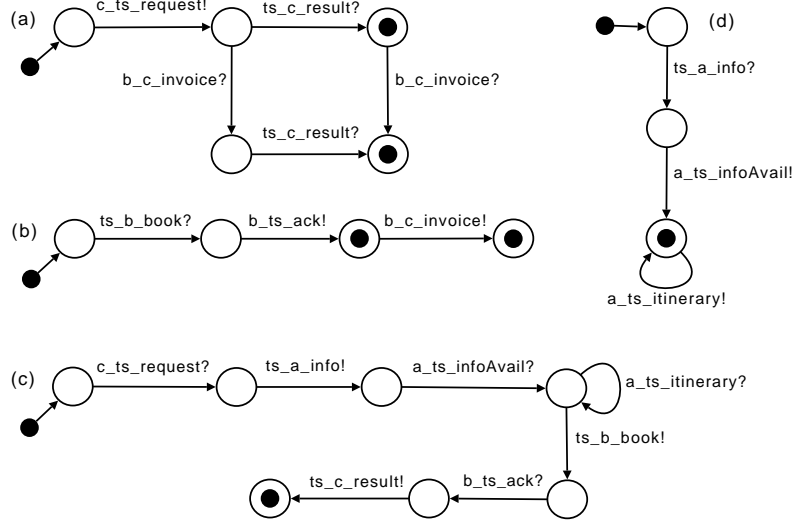 (a)
c_ts_request!
ts_c_result?
b_c_invoice?
b_c_invoice?
ts_c_result?
(d)
ts_a_info?
a_ts_infoAvail!
a_ts_itinerary!
(b)
ts_b_book?
b_ts_ack!
b_c_invoice!
(c)
c_ts_request?
ts_a_info!
a_ts_infoAvail?
a_ts_itinerary?
ts_b_book!
ts_c_result!
b_ts_ack?